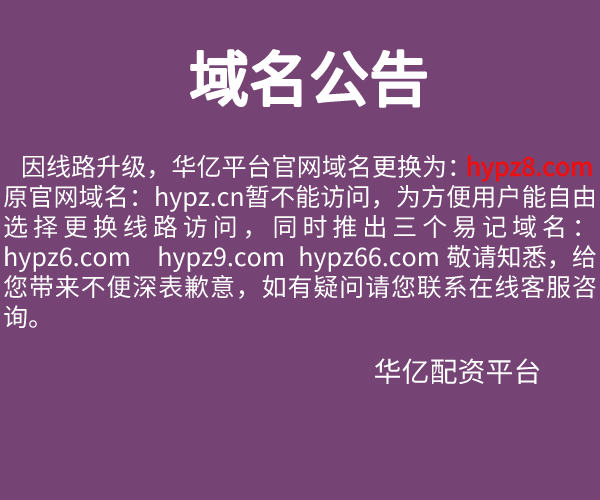 域名公告
因线路升级，华亿平台官网域名更换为：hypz8.com
原官网域名：hypz.cn暂不能访问，为方便用户能自由
选择更换线路访问，同时推出三个易记域名：
hypz6.com hypz9.com hypz66.com 敬请知悉，给
您带来不便深表歉意，如有疑问请您联系在线客服咨
询。
华亿配资平台